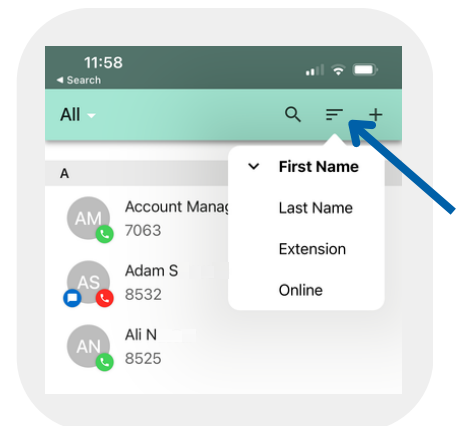 11:58
◂ Search
All
A
First Name
Last Name
Extension
Online
AM
Account Manag
7063
AS
Adam S
8532
AN
Ali N
8525